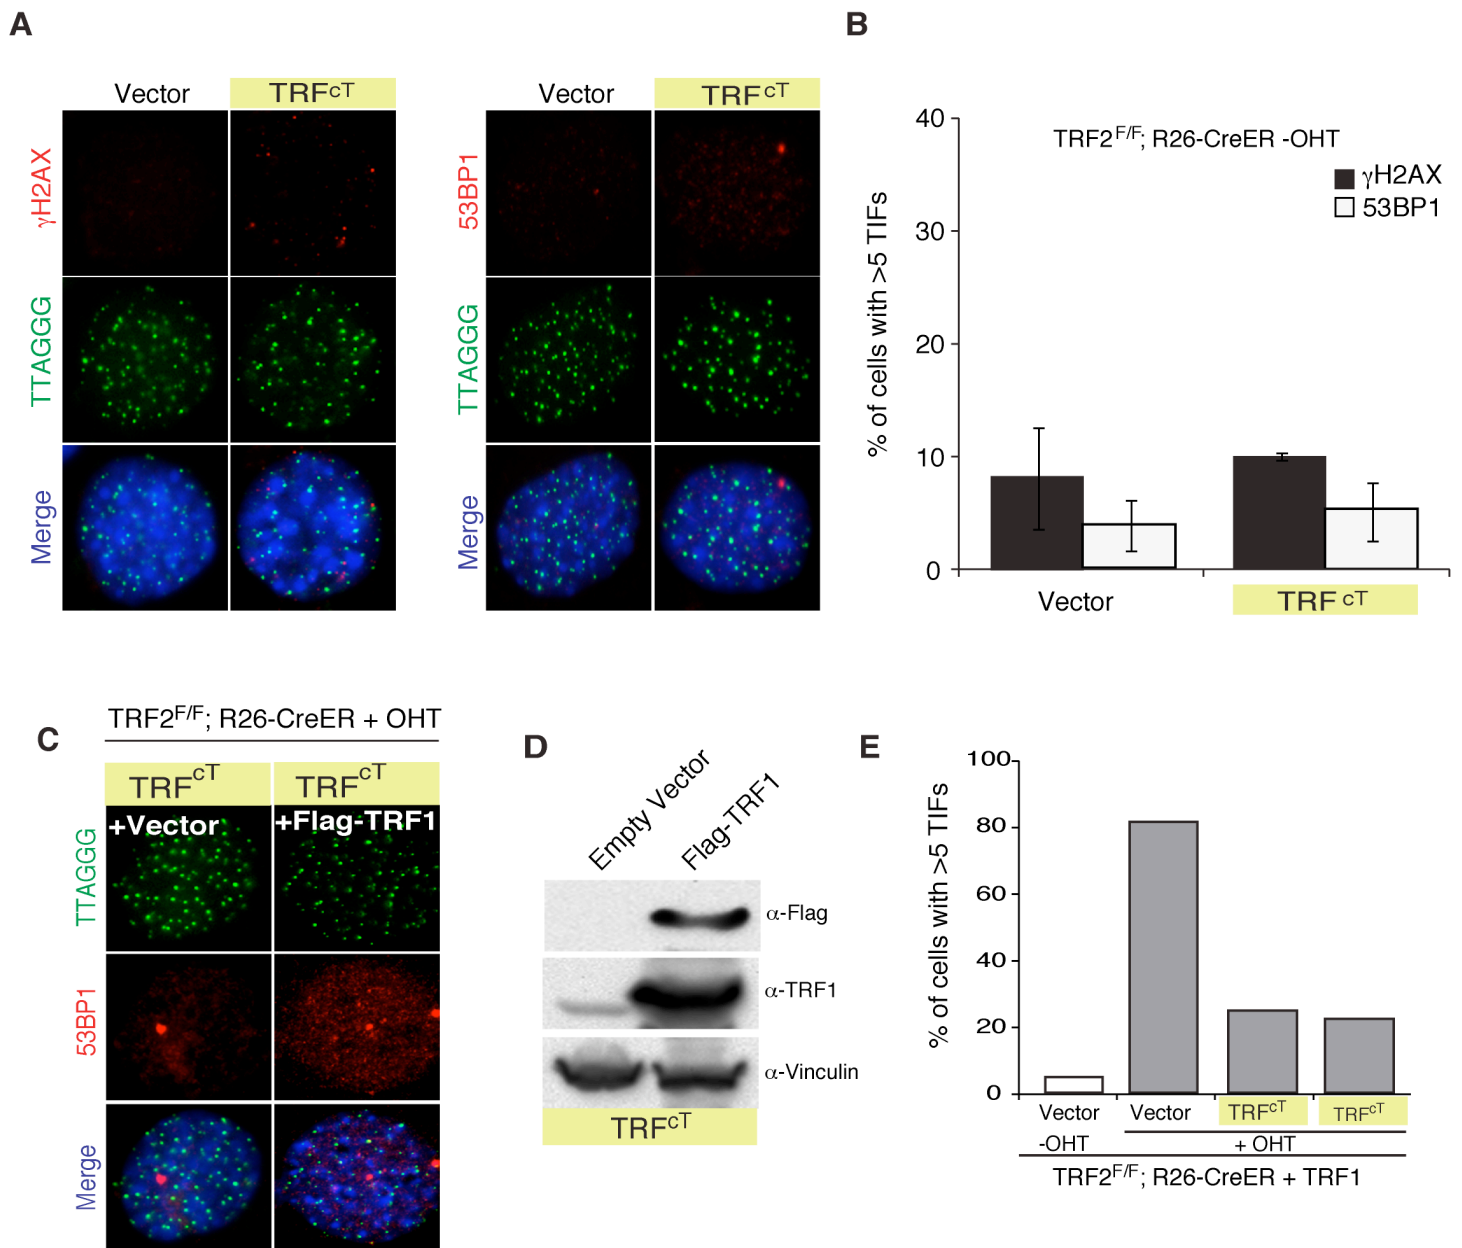 A
Vector
TRFcT
Vector
TRFcT
γH2AX
TTAGGG
Merge
53BP1
TTAGGG
Merge
B
TRF2F/F; R26-CreER -OHT
γH2AX
53BP1
% of cells with >5 TIFs
40
30
20
10
0
Vector
TRF cT
C
TRF2F/F; R26-CreER + OHT
TRFcT
TRFcT
+Vector
+Flag-TRF1
TTAGGG
53BP1
Merge
D
Empty Vector
Flag-TRF1
α-Flag
α-TRF1
α-Vinculin
TRFcT
E
% of cells with >5 TIFs
100
80
60
40
20
0
Vector
Vector
TRFcT
TRFcT
-OHT
+ OHT
TRF2F/F; R26-CreER + TRF1